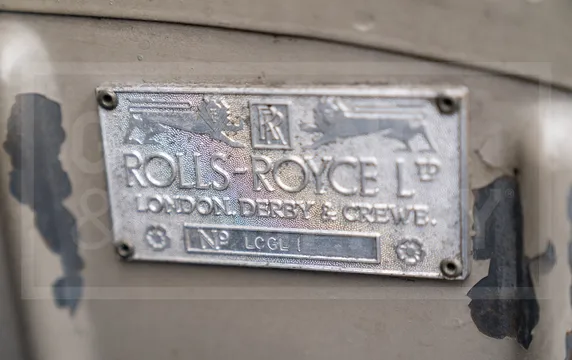 RR
ROLLS-ROYCE LTD
LONDON. DERBY & CREWE.
Nº LCGL 1